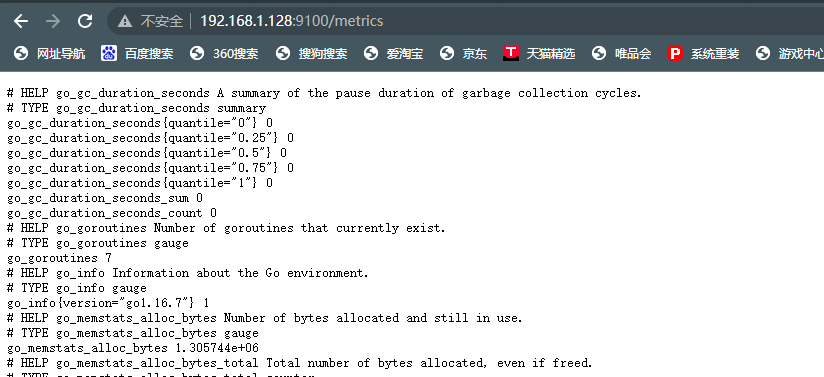 不安全 192.168.1.128:9100/metrics
网址导航 百度搜索 360搜索 搜狗搜索 爱淘宝 京东 T 天猫精选 唯品会 P 系统重装 游戏中心
# HELP go_gc_duration_seconds A summary of the pause duration of garbage collection cycles.
# TYPE go_gc_duration_seconds summary
go_gc_duration_seconds{quantile="0"} 0
go_gc_duration_seconds{quantile="0.25"} 0
go_gc_duration_seconds{quantile="0.5"} 0
go_gc_duration_seconds{quantile="0.75"} 0
go_gc_duration_seconds{quantile="1"} 0
go_gc_duration_seconds_sum 0
go_gc_duration_seconds_count 0
# HELP go_goroutines Number of goroutines that currently exist.
# TYPE go_goroutines gauge
go_goroutines 7
# HELP go_info Information about the Go environment.
# TYPE go_info gauge
go_info{version="go1.16.7"} 1
# HELP go_memstats_alloc_bytes Number of bytes allocated and still in use.
# TYPE go_memstats_alloc_bytes gauge
go_memstats_alloc_bytes 1.305744e+06
# HELP go_memstats_alloc_bytes_total Total number of bytes allocated, even if freed.
# TYPE go_memstats_alloc_bytes_total counter